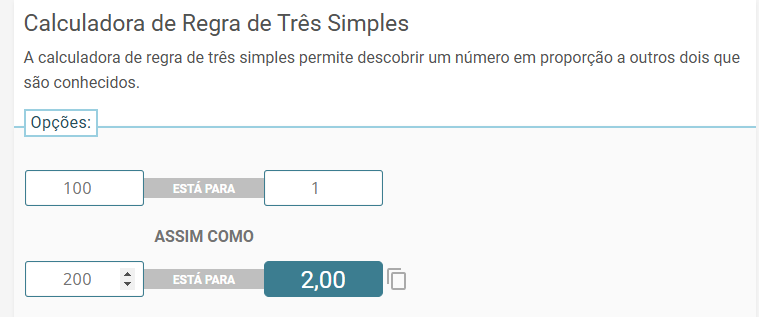 Calculadora de Regra de Três Simples
A calculadora de regra de três simples permite descobrir um número em proporção a outros dois que
são conhecidos.
Opções:
100 ESTÁ PARA 1
ASSIM COMO
200 ESTÁ PARA 2,00